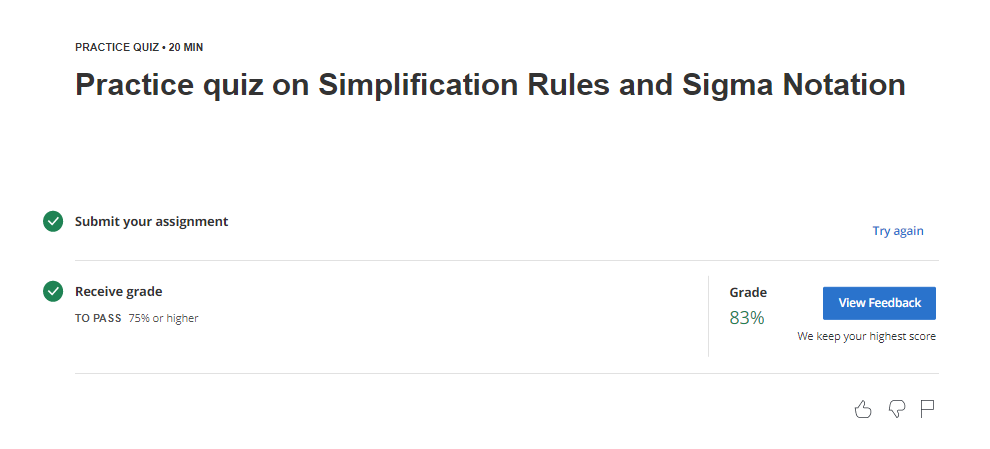 PRACTICE QUIZ • 20 MIN
Practice quiz on Simplification Rules and Sigma Notation
Submit your assignment
Try again
Receive grade
TO PASS 75% or higher
Grade
83%
View Feedback
We keep your highest score